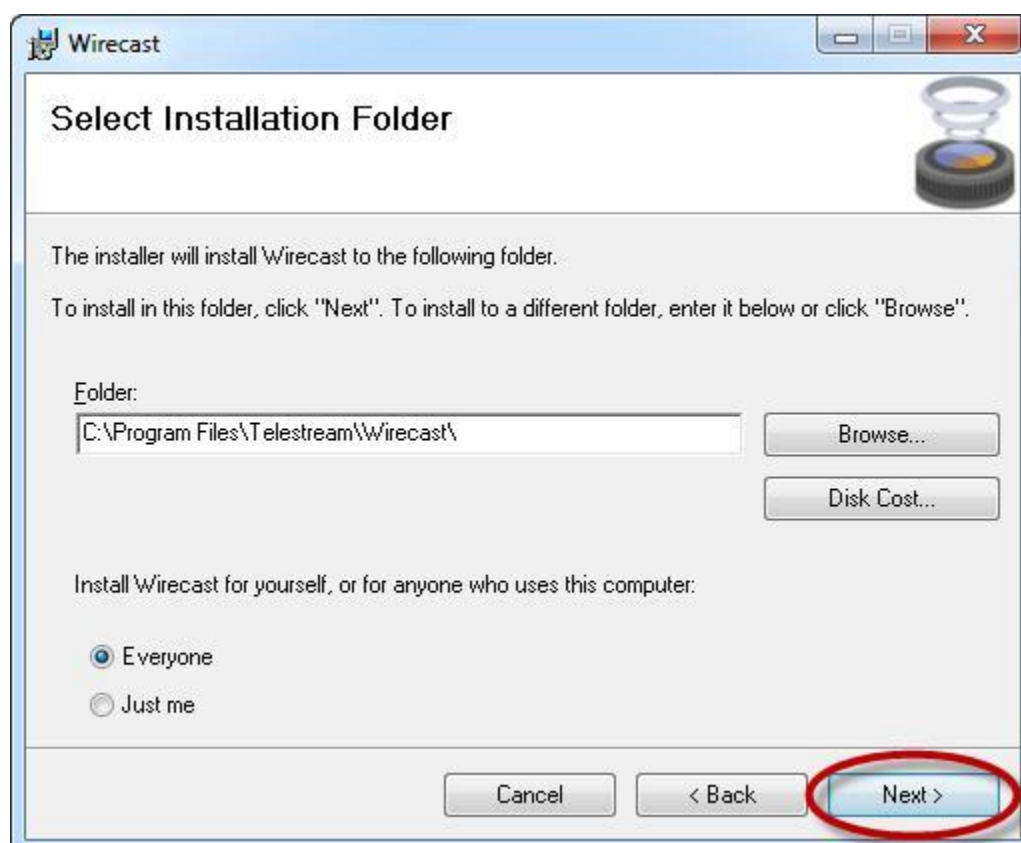 Wirecast
Select Installation Folder
The installer will install Wirecast to the following folder.
To install in this folder, click "Next". To install to a different folder, enter it below or click "Browse".
Folder:
C:\Program Files\Telestream\Wirecast\
Browse...
Disk Cost...
Install Wirecast for yourself, or for anyone who uses this computer:
Everyone
Just me
Cancel
< Back
Next >